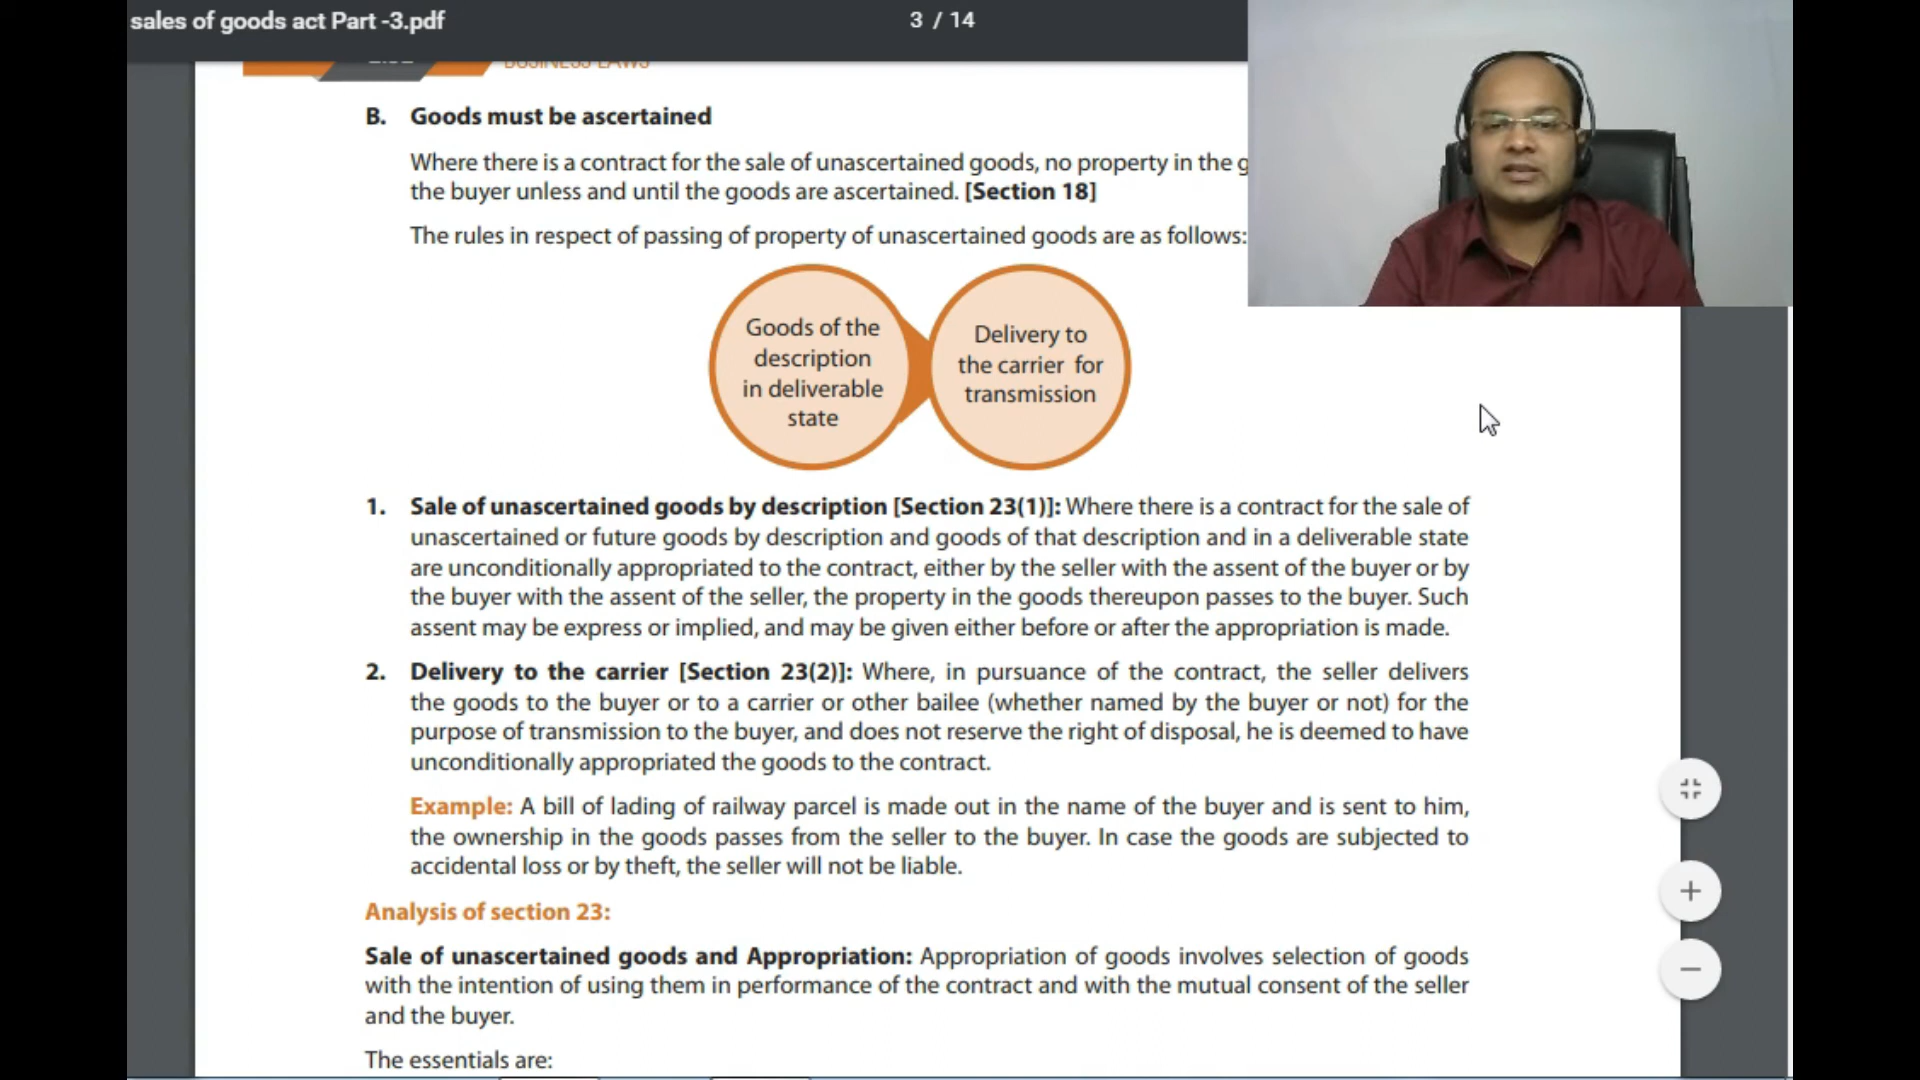 sales of goods act Part -3.pdf
3 / 14
BUSINESS LAWS
B. Goods must be ascertained
Where there is a contract for the sale of unascertained goods, no property in the g
the buyer unless and until the goods are ascertained. [Section 18]
The rules in respect of passing of property of unascertained goods are as follows:
Goods of the
description
in deliverable
state
Delivery to
the carrier for
transmission
1. Sale of unascertained goods by description [Section 23(1)]: Where there is a contract for the sale of
unascertained or future goods by description and goods of that description and in a deliverable state
are unconditionally appropriated to the contract, either by the seller with the assent of the buyer or by
the buyer with the assent of the seller, the property in the goods thereupon passes to the buyer. Such
assent may be express or implied, and may be given either before or after the appropriation is made.
2. Delivery to the carrier [Section 23(2)]: Where, in pursuance of the contract, the seller delivers
the goods to the buyer or to a carrier or other bailee (whether named by the buyer or not) for the
purpose of transmission to the buyer, and does not reserve the right of disposal, he is deemed to have
unconditionally appropriated the goods to the contract.
Example: A bill of lading of railway parcel is made out in the name of the buyer and is sent to him,
the ownership in the goods passes from the seller to the buyer. In case the goods are subjected to
accidental loss or by theft, the seller will not be liable.
Analysis of section 23:
Sale of unascertained goods and Appropriation: Appropriation of goods involves selection of goods
with the intention of using them in performance of the contract and with the mutual consent of the seller
and the buyer.
The essentials are: